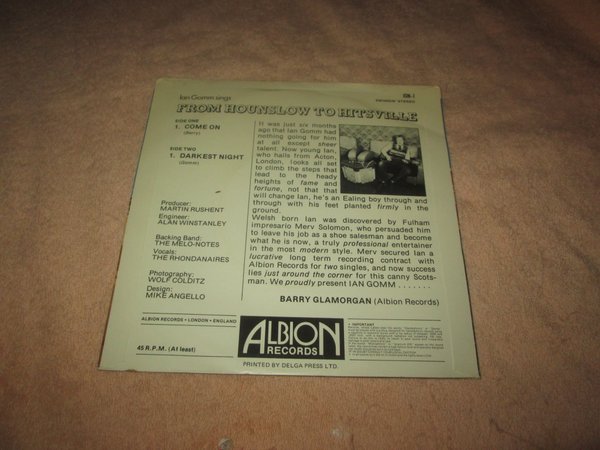 Ian Gomm sings
FROM HOUNSLOW TO HITSVILLE
SIDE ONE
1. COME ON
(Berry)
SIDE TWO
1. DARKEST NIGHT
(Gomm)
Producer:
MARTIN RUSHENT
Engineer:
ALAN WINSTANLEY
Backing Band:
THE MELO-NOTES
Vocals:
THE RHONDANAIRES
Photography:
WOLF COLDITZ
Design:
MIKE ANGELLO
It was just six months
ago that Ian Gomm had
nothing going for him
at all except sheer
talent. Now young Ian,
who hails from Acton,
London, looks all set
to climb the steps that
lead to the heady
heights of fame and
fortune, not that that
will change Ian, he's an Ealing boy through and
through with his feet planted firmly in the
ground.
Welsh born Ian was discovered by Fulham
impresario Merv Solomon, who persuaded him
to leave his job as a shoe salesman and become
what he is now, a truly professional entertainer
in the most modern style. Merv secured Ian a
lucrative long term recording contract with
Albion Records for two singles, and now success
lies just around the corner for this canny Scots-
man. We proudly present IAN GOMM .......
BARRY GLAMORGAN (Albion Records)
ALBION RECORDS • LONDON • ENGLAND
45 R.P.M. (At least)
ALBION
RECORDS
IMPORTANT
PRINTED BY DELGA PRESS LTD.